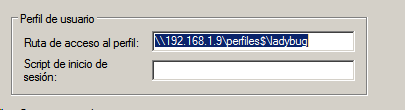 Perfil de usuario
Ruta de acceso al perfil: \\192.168.1.9\perfiles$\ladybug
Script de inicio de
sesión: